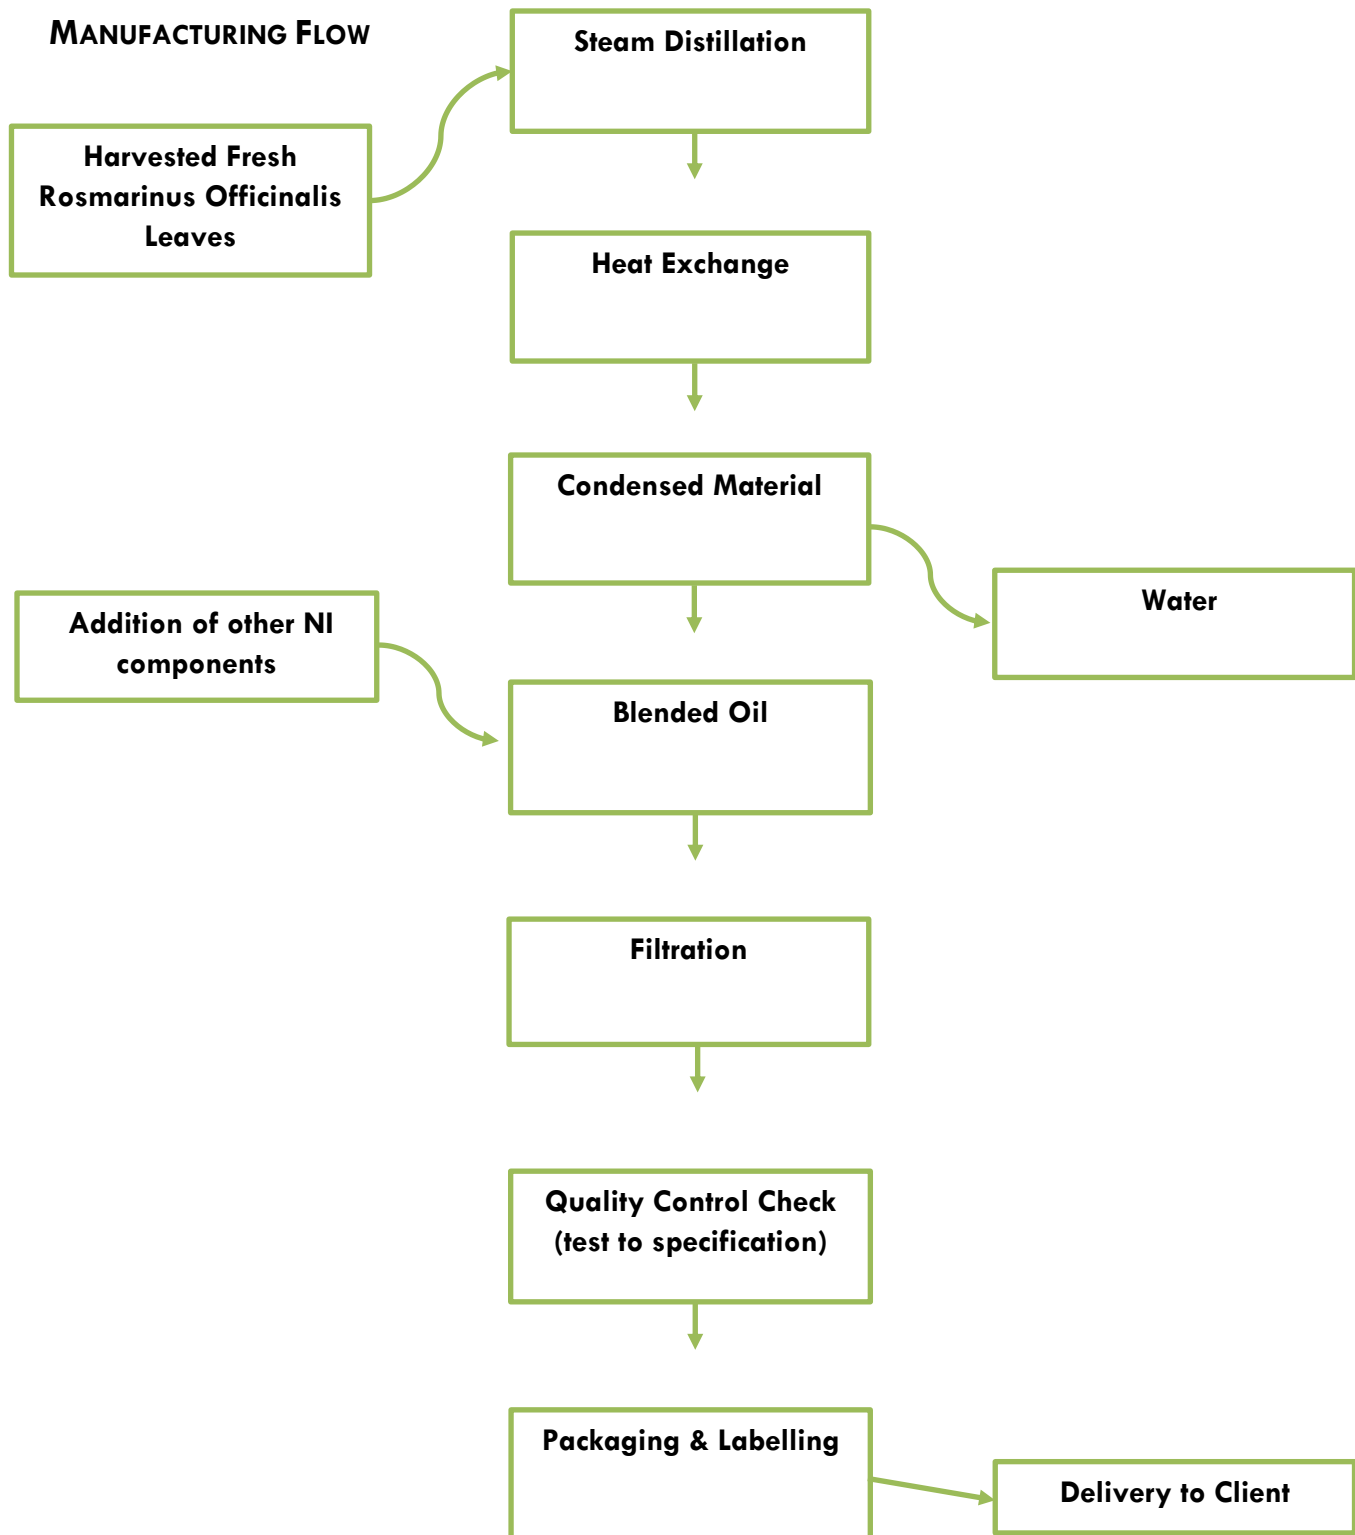 MANUFACTURING FLOW
Steam Distillation
Harvested Fresh
Rosmarinus Officinalis
Leaves
Heat Exchange
Condensed Material
Water
Addition of other NI
components
Blended Oil
Filtration
Quality Control Check
(test to specification)
Packaging & Labelling
Delivery to Client